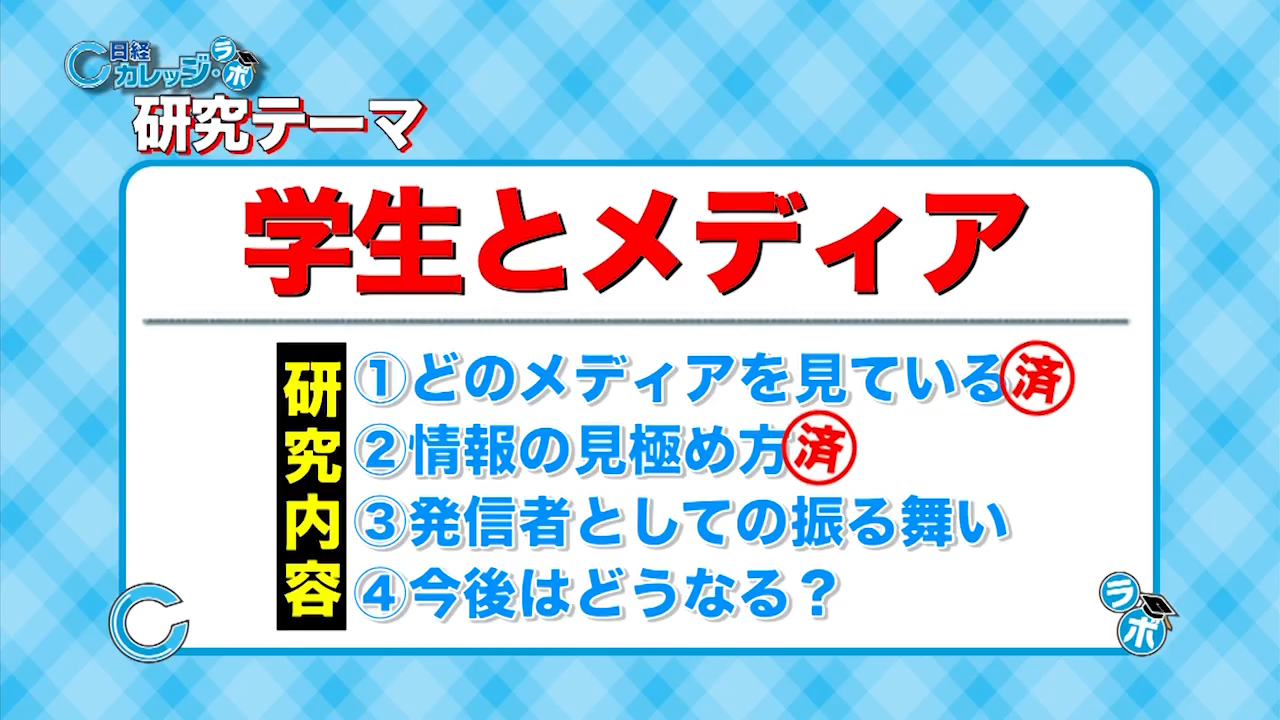 日経
カレッジ・ラボ
研究テーマ
学生とメディア
研究内容
①どのメディアを見ている済
②情報の見極め方済
③発信者としての振る舞い
④今後はどうなる？
C
ラボ